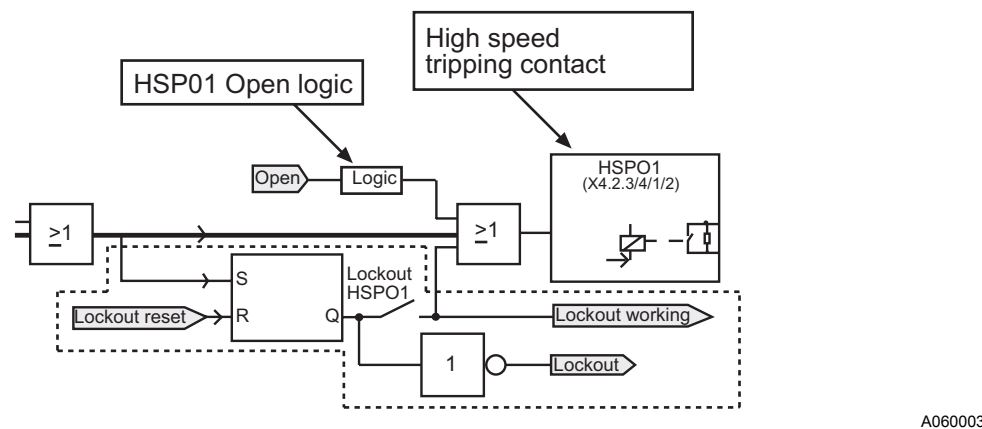 High speed
tripping contact
HSP01 Open logic
HSPO1
(X4.2.3/4/1/2)
Open
Logic
≥1
≥1
S
Lockout
HSPO1
Lockout reset
R
Q
Lockout working
1
Lockout
A060003